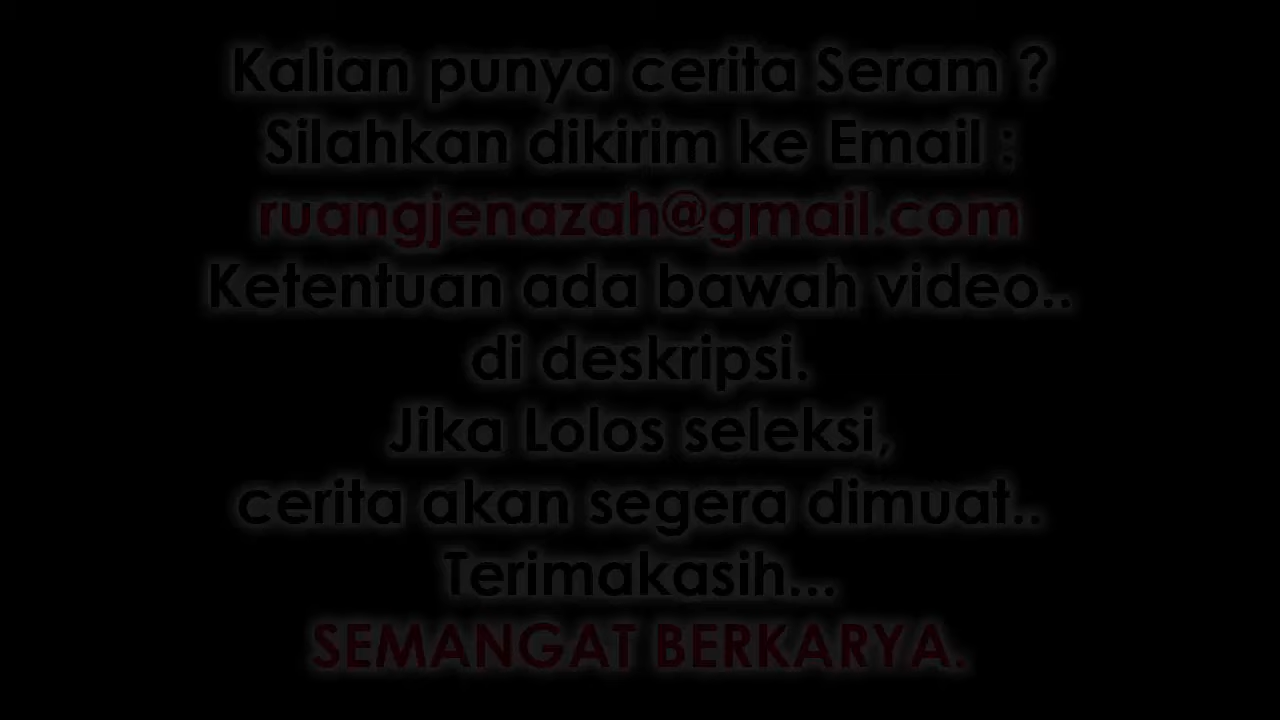 Kalian punya cerita Seram ?
Silahkan dikirim ke Email :
ruangjenazah@gmail.com
Ketentuan ada bawah video..
di deskripsi.
Jika Lolos seleksi,
cerita akan segera dimuat..
Terimakasih...
SEMANGAT BERKARYA.